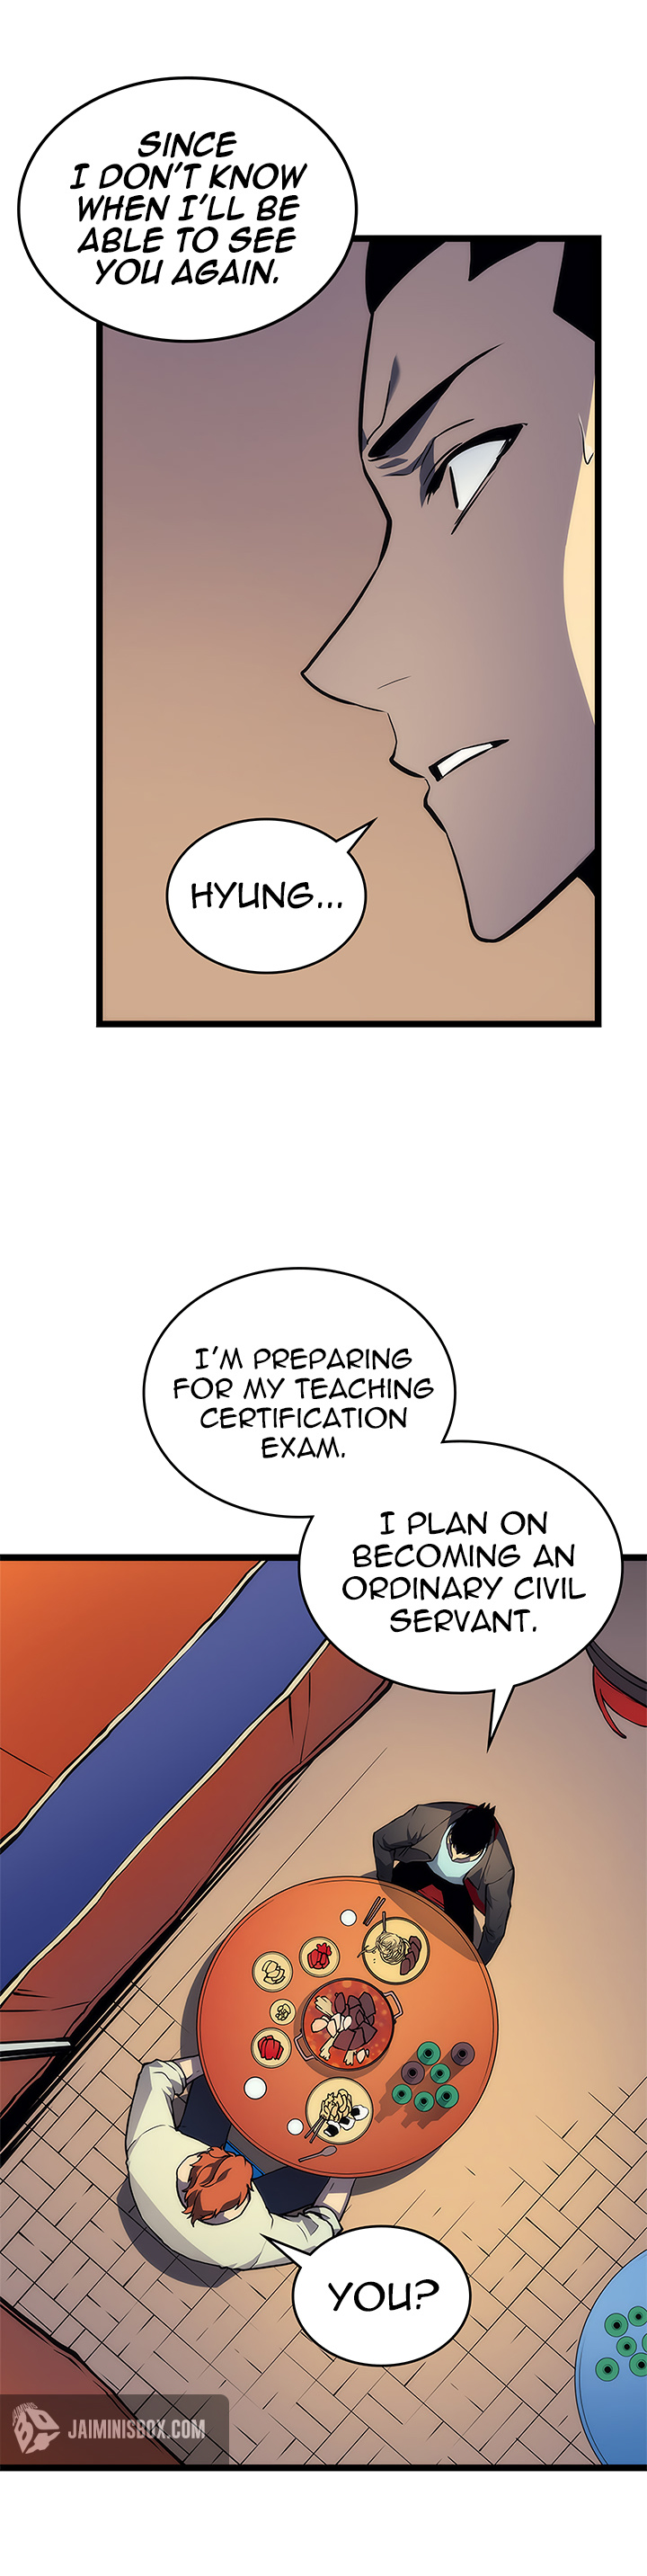 SINCE
I DON'T KNOW
WHEN I'LL BE
ABLE TO SEE
YOU AGAIN.
HYUNG...
I'M PREPARING
FOR MY TEACHING
CERTIFICATION
EXAM.
I PLAN ON
BECOMING AN
ORDINARY CIVIL
SERVANT.
YOU?
JAIMINISBOX.COM